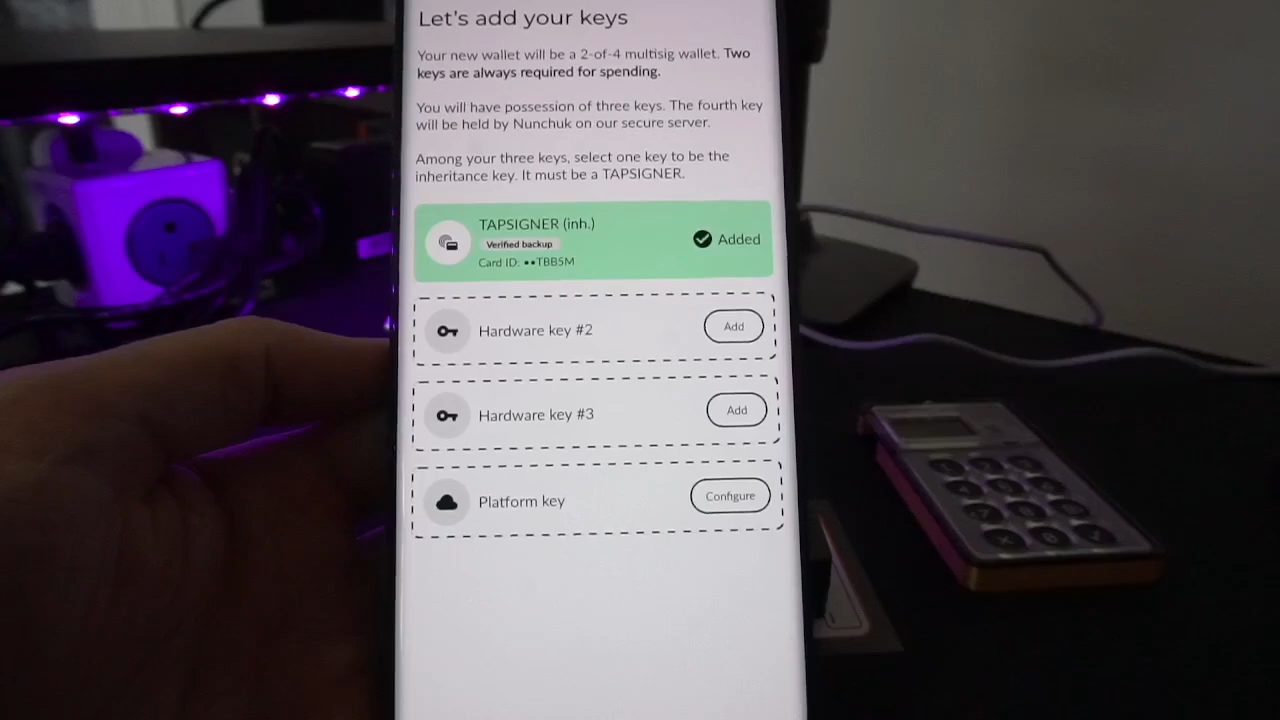 Let's add your keys
Your new wallet will be a 2-of-4 multisig wallet. Two
keys are always required for spending.
You will have possession of three keys. The fourth key
will be held by Nunchuk on our secure server.
Among your three keys, select one key to be the
inheritance key. It must be a TAPSIGNER.
TAPSIGNER (inh.)
Verified backup
Card ID: ••TBB5M
Added
Hardware key #2
Add
Hardware key #3
Add
Platform key
Configure